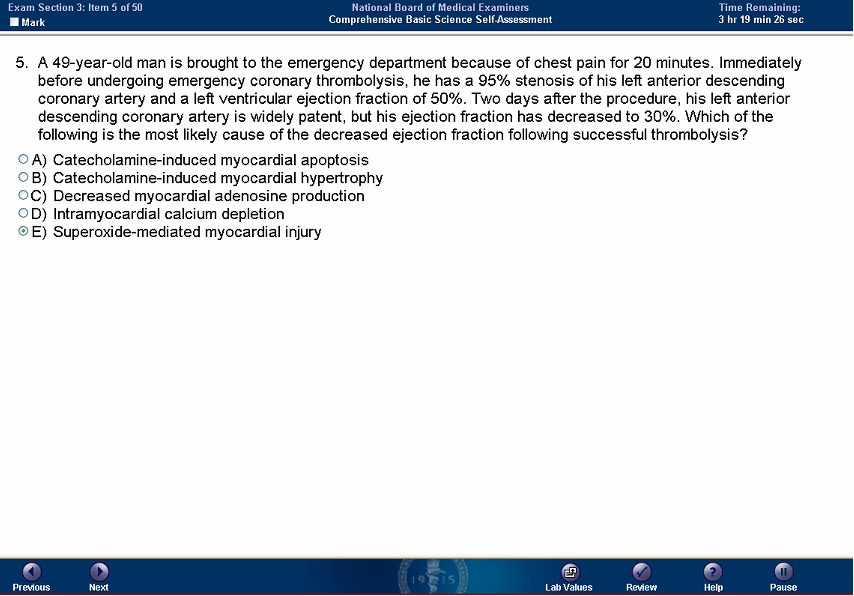 Exam Section 3: Item 5 of 50
National Board of Medical Examiners
Time Remaining:
Mark
Comprehensive Basic Science Self-Assessment
3 hr 19 min 26 sec
5. A 49-year-old man is brought to the emergency department because of chest pain for 20 minutes. Immediately
before undergoing emergency coronary thrombolysis, he has a 95% stenosis of his left anterior descending
coronary artery and a left ventricular ejection fraction of 50%. Two days after the procedure, his left anterior
descending coronary artery is widely patent, but his ejection fraction has decreased to 30%. Which of the
following is the most likely cause of the decreased ejection fraction following successful thrombolysis?
A) Catecholamine-induced myocardial apoptosis
B) Catecholamine-induced myocardial hypertrophy
C) Decreased myocardial adenosine production
D) Intramyocardial calcium depletion
E) Superoxide-mediated myocardial injury
1915
Previous
Next
Lab Values
Review
Help
Pause